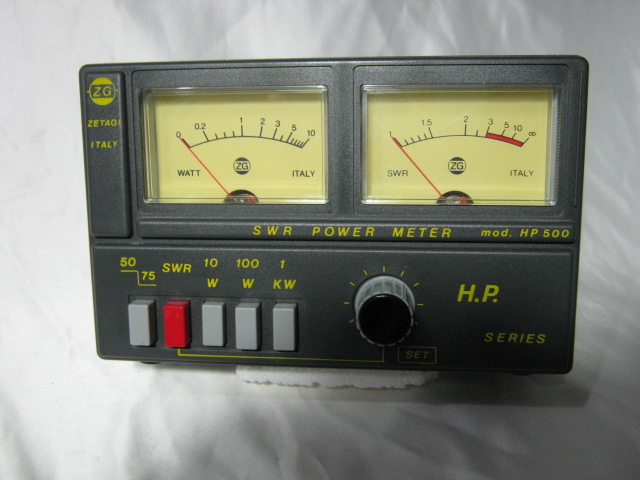 ZG
ZETAGI
ITALY
0 0.2 1 2 3 5 10
WATT ZG ITALY
1 1.5 2 3 5 10 ∞
SWR ZG ITALY
SWR POWER METER mod. HP 500
50 75 SWR 10 W 100 W 1 KW
H.P.
SERIES
SET